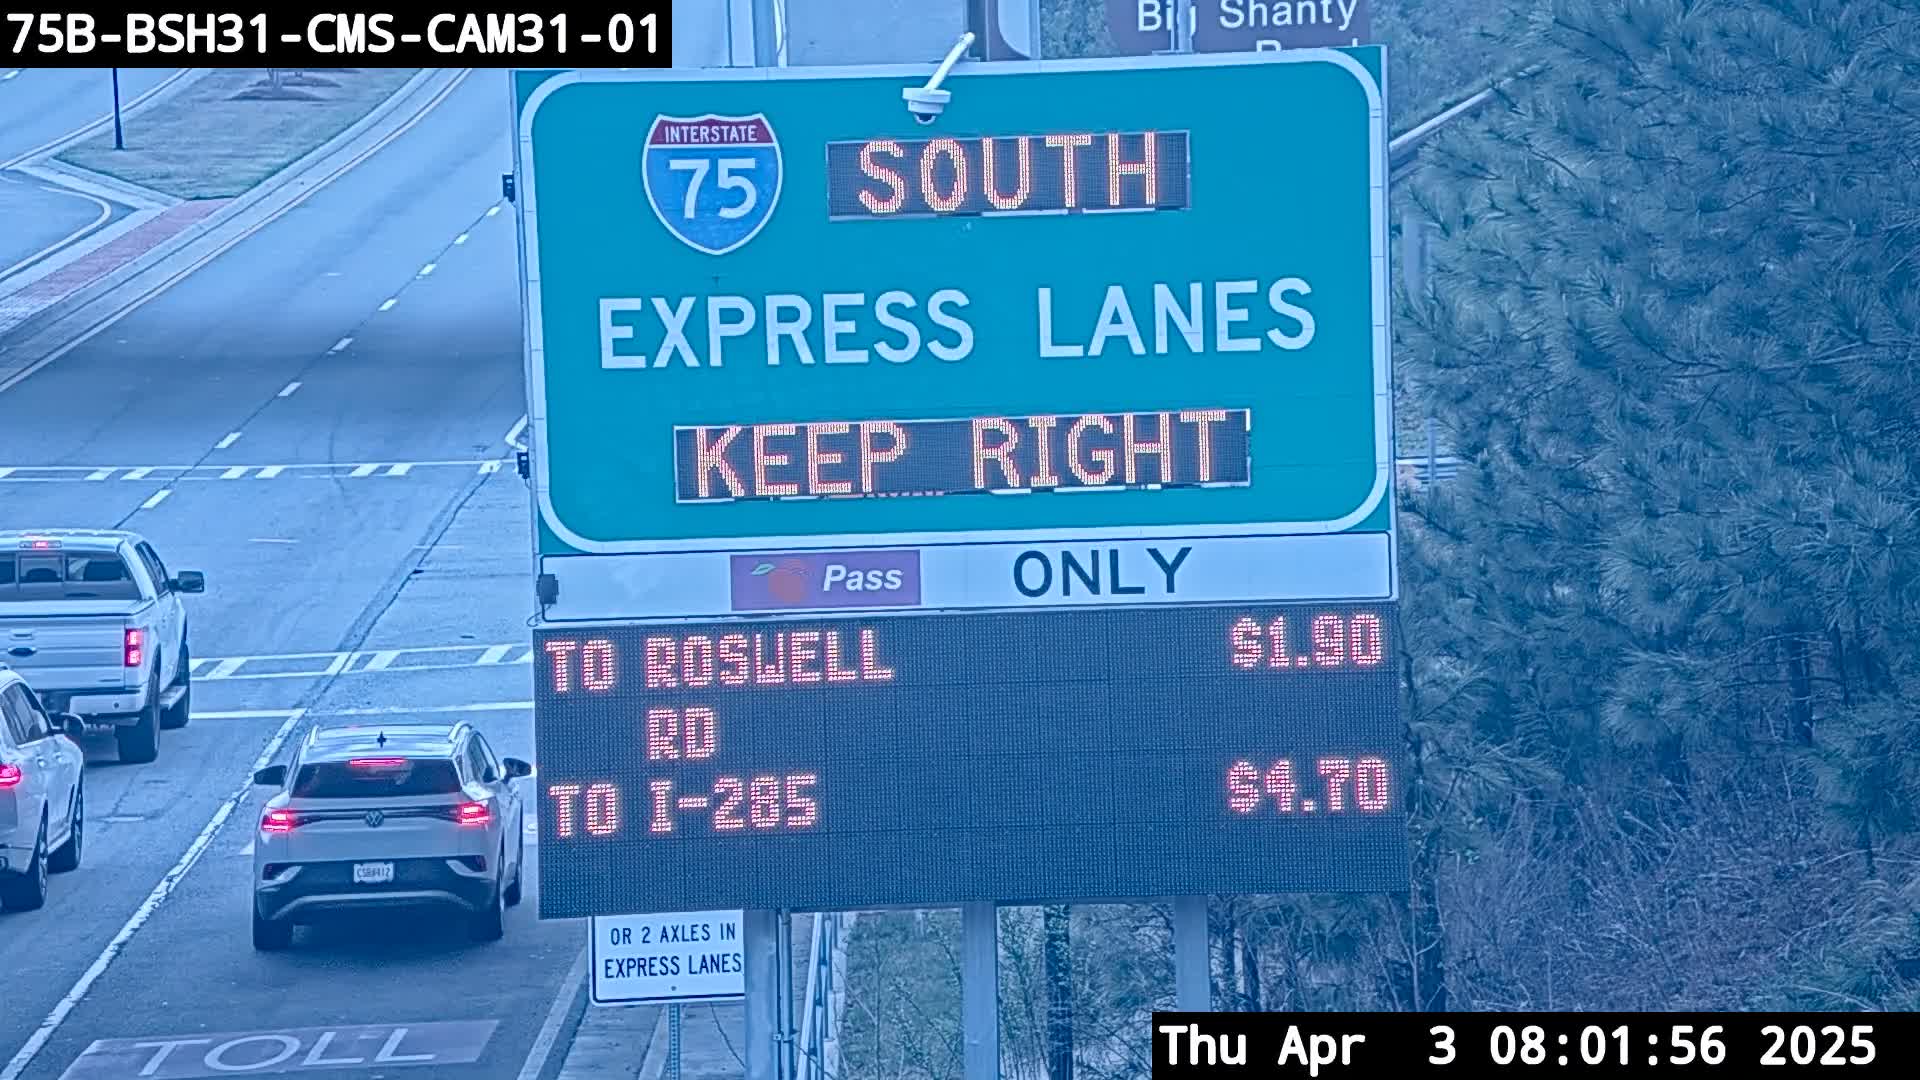 75B-BSH31-CMS-CAM31-01
Big Shanty
INTERSTATE
75
SOUTH
EXPRESS LANES
KEEP RIGHT
Pass ONLY
TO ROSWELL $1.90
RD
TO I-285 $4.70
OR 2 AXLES IN
EXPRESS LANES
TOLL
Thu Apr 3 08:01:56 2025